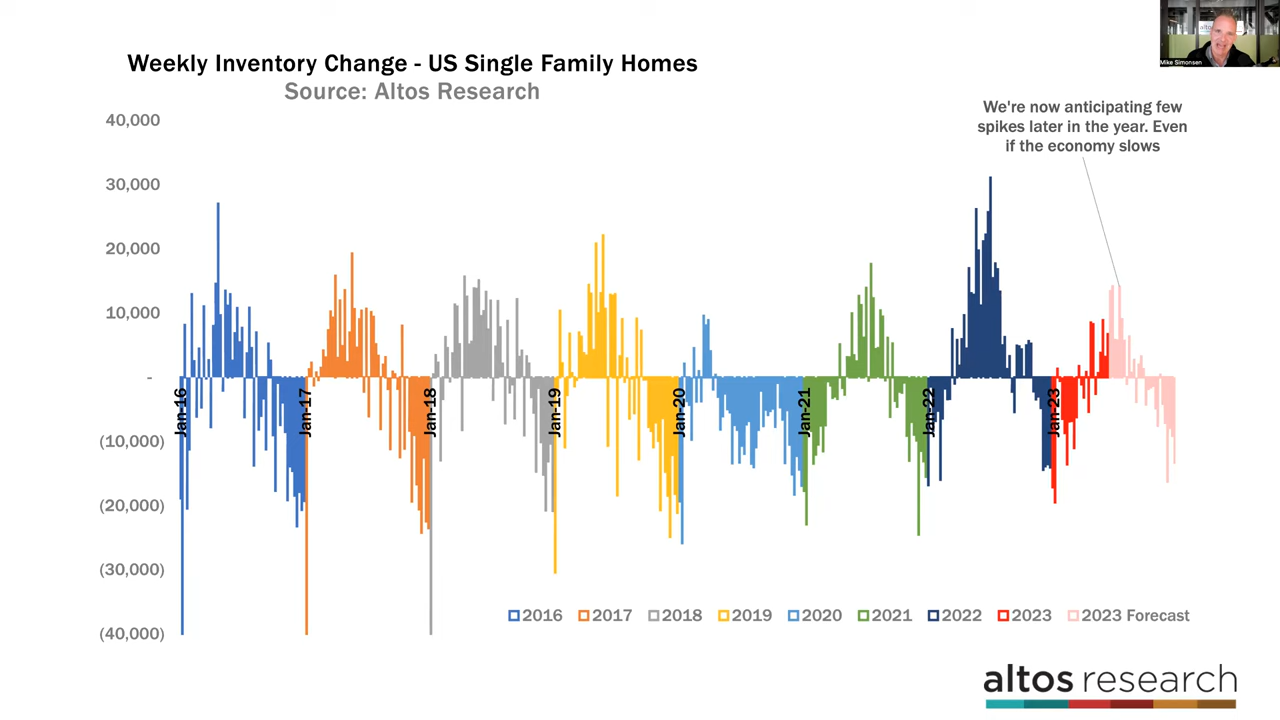 Weekly Inventory Change - US Single Family Homes
Source: Altos Research
Mike Simonsen
We're now anticipating few
spikes later in the year. Even
if the economy slows
40,000
30,000
20,000
10,000
-
(10,000)
(20,000)
(30,000)
(40,000)
Jan-16
Jan-17
Jan-18
Jan-19
Jan-20
Jan-21
Jan-22
Jan-23
2016 2017 2018 2019 2020 2021 2022 2023 2023 Forecast
altos research